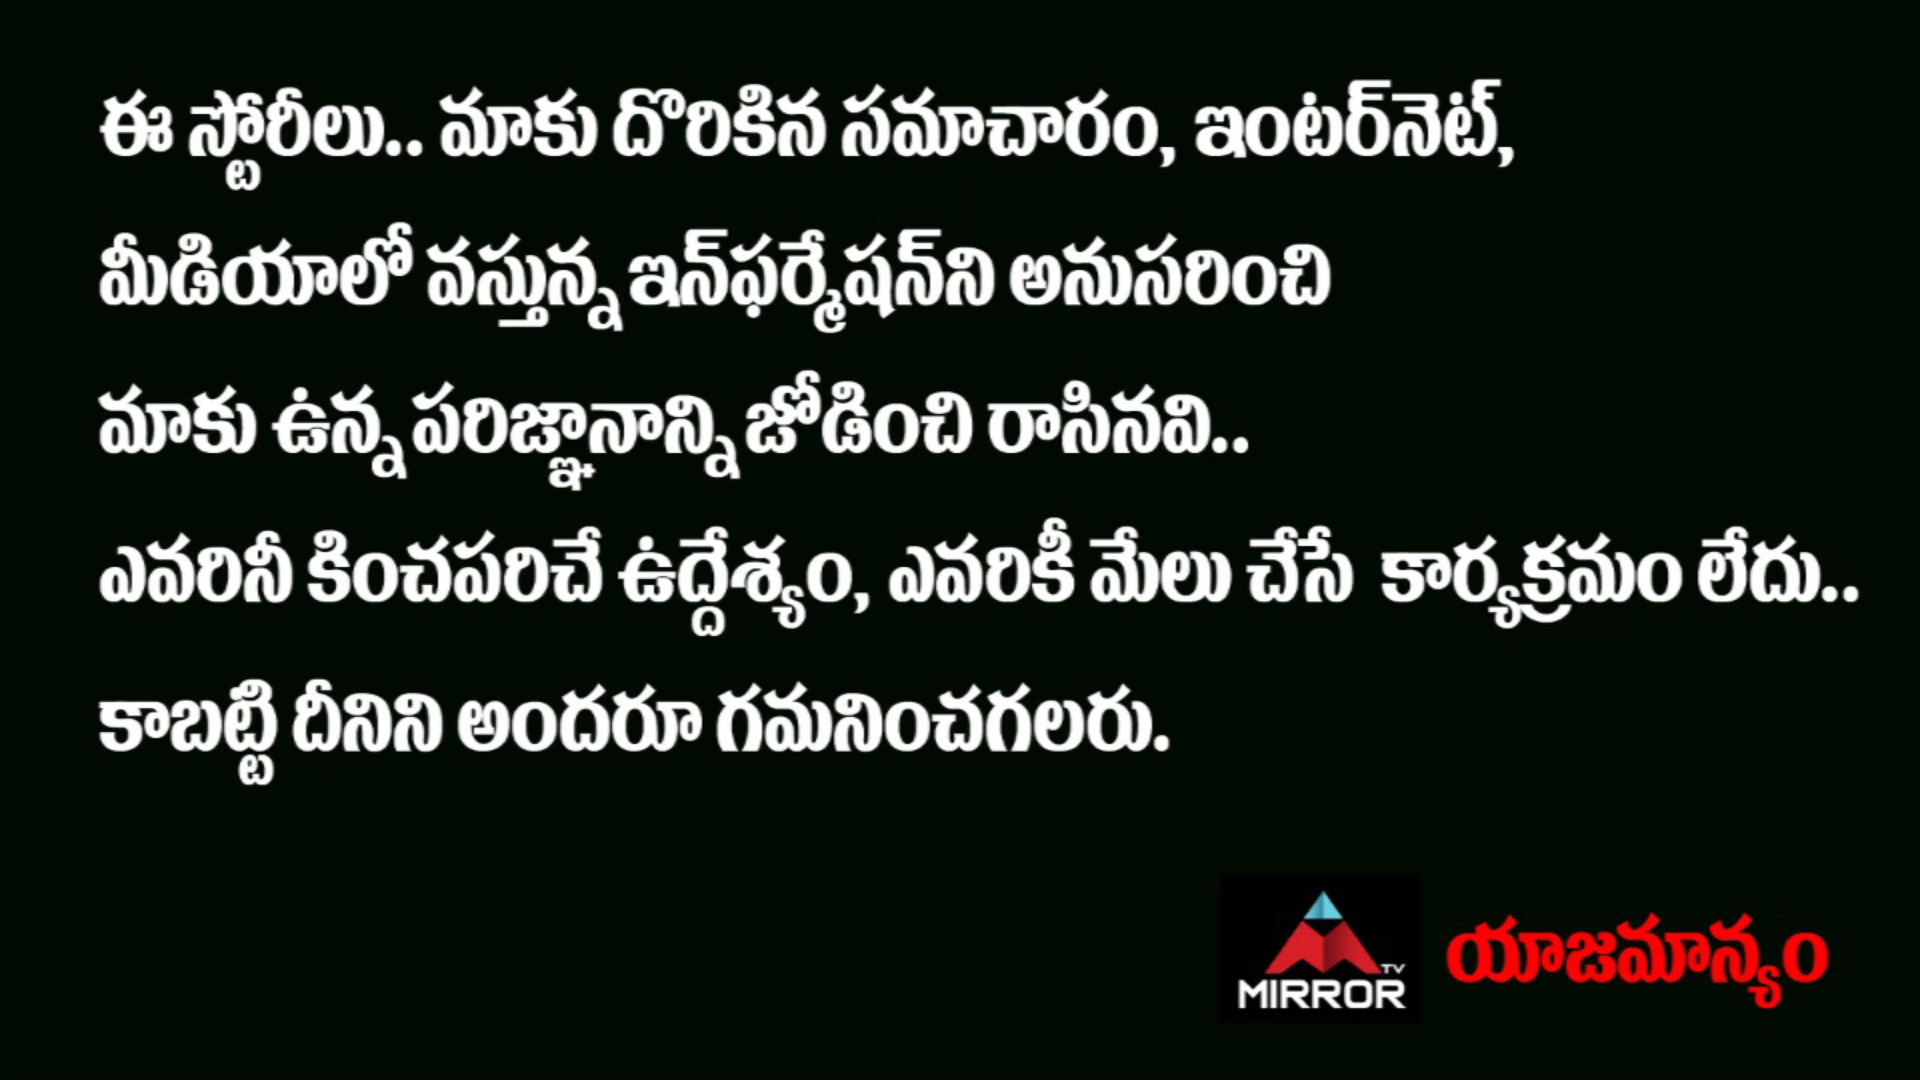 ఈ స్టోరీలు.. మాకు దొరికిన సమాచారం, ఇంటర్‌నెట్,
మీడియాలో వస్తున్న ఇన్‌ఫర్మేషన్‌ని అనుసరించి
మాకు ఉన్న పరిజ్ఞానాన్ని జోడించి రాసినవి..
ఎవరినీ కించపరిచే ఉద్దేశ్యం, ఎవరికీ మేలు చేసే కార్యక్రమం లేదు..
కాబట్టి దీనిని అందరూ గమనించగలరు.
TV
MIRROR
యాజమాన్యం